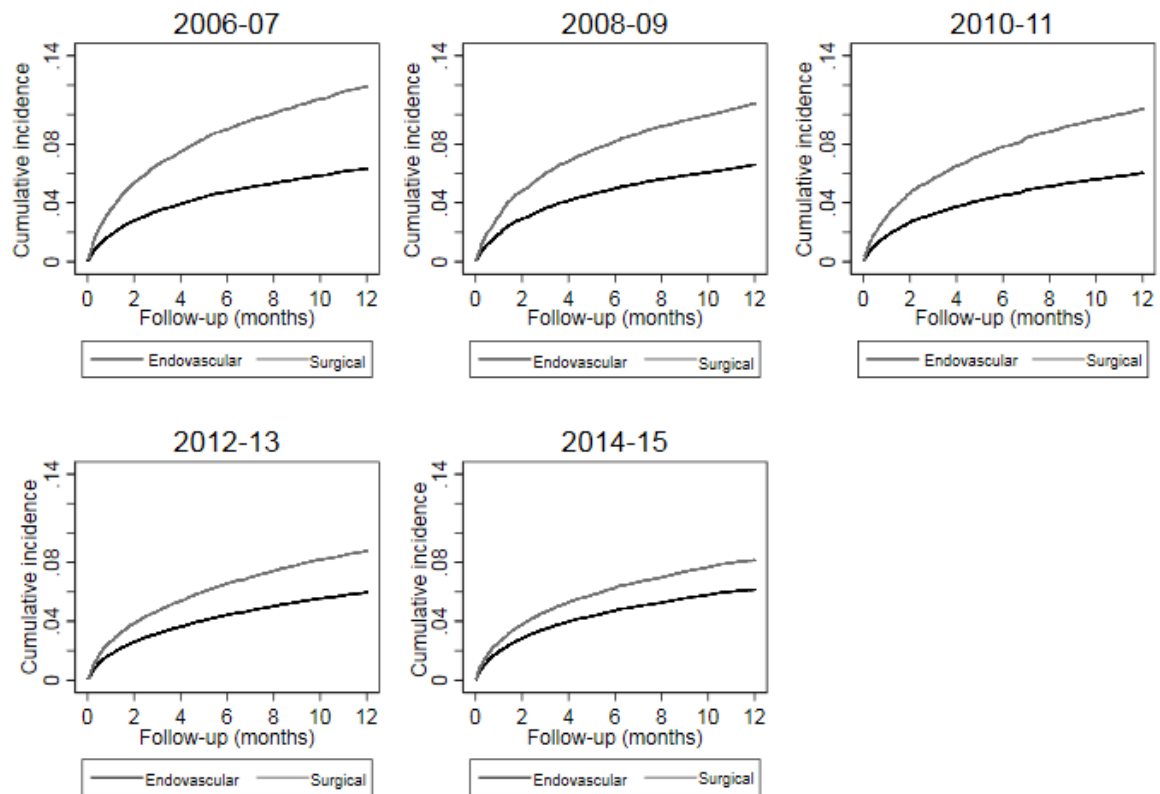 2006-07
Cumulative incidence
0 .04 .08 .14
0 2 4 6 8 10 12
Follow-up (months)
Endovascular Surgical
2008-09
Cumulative incidence
0 .04 .08 .14
0 2 4 6 8 10 12
Follow-up (months)
Endovascular Surgical
2010-11
Cumulative incidence
0 .04 .08 .14
0 2 4 6 8 10 12
Follow-up (months)
Endovascular Surgical
2012-13
Cumulative incidence
0 .04 .08 .14
0 2 4 6 8 10 12
Follow-up (months)
Endovascular Surgical
2014-15
Cumulative incidence
0 .04 .08 .14
0 2 4 6 8 10 12
Follow-up (months)
Endovascular Surgical